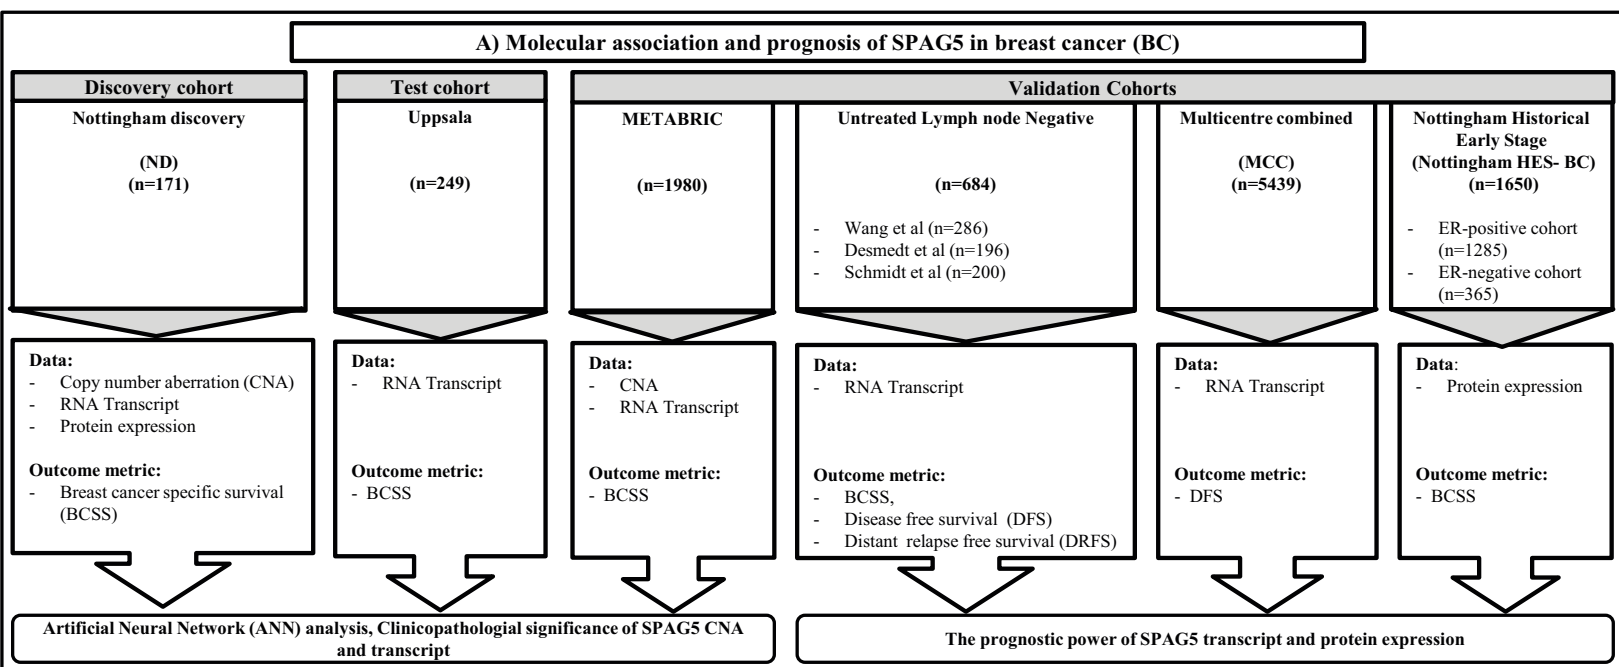 A) Molecular association and prognosis of SPAG5 in breast cancer (BC)
Discovery cohort
Nottingham discovery
(ND)
(n=171)
Test cohort
Uppsala
(n=249)
Validation Cohorts
METABRIC
(n=1980)
Untreated Lymph node Negative
(n=684)
- Wang et al (n=286)
- Desmedt et al (n=196)
- Schmidt et al (n=200)
Multicentre combined
(MCC)
(n=5439)
Nottingham Historical
Early Stage
(Nottingham HES- BC)
(n=1650)
- ER-positive cohort
(n=1285)
- ER-negative cohort
(n=365)
Data:
- Copy number aberration (CNA)
- RNA Transcript
- Protein expression
Outcome metric:
- Breast cancer specific survival
(BCSS)
Data:
- RNA Transcript
Outcome metric:
- BCSS
Data:
- CNA
- RNA Transcript
Outcome metric:
- BCSS
Data:
- RNA Transcript
Outcome metric:
- BCSS,
- Disease free survival (DFS)
- Distant relapse free survival (DRFS)
Data:
- RNA Transcript
Outcome metric:
- DFS
Data:
- Protein expression
Outcome metric:
- BCSS
Artificial Neural Network (ANN) analysis, Clinicopathologial significance of SPAG5 CNA
and transcript
The prognostic power of SPAG5 transcript and protein expression